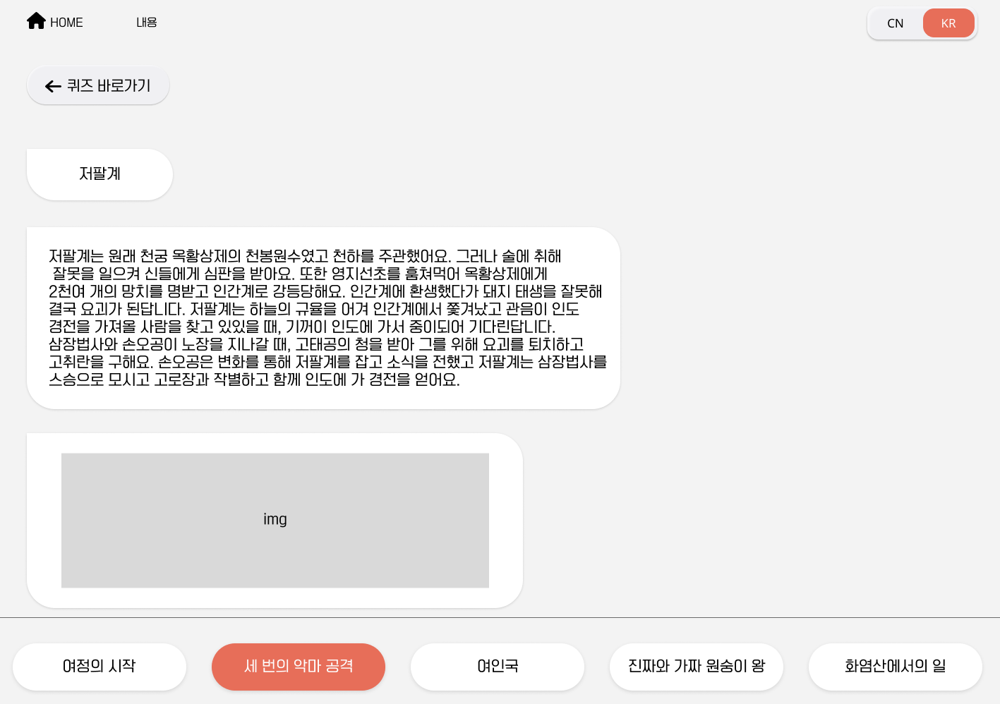 HOME
내용
CN
KR
퀴즈 바로가기
저팔계
저팔계는 원래 천궁 옥황상제의 천봉원수였고 천하를 주관했어요. 그러나 술에 취해
잘못을 일으켜 신들에게 심판을 받아요. 또한 영지선초를 훔쳐먹어 옥황상제에게
2천여 개의 망치를 명받고 인간계로 강등당해요. 인간계에 환생했다가 돼지 태생을 잘못해
결국 요괴가 된답니다. 저팔계는 하늘의 규율을 어겨 인간계에서 쫓겨났고 관음이 인도
경전을 가져올 사람을 찾고 있있을 때, 기꺼이 인도에 가서 중이되어 기다린답니다.
삼장법사와 손오공이 노장을 지나갈 때, 고태공의 청을 받아 그를 위해 요괴를 퇴치하고
고취란을 구해요. 손오공은 변화를 통해 저팔계를 잡고 소식을 전했고 저팔계는 삼장법사를
스승으로 모시고 고로장과 작별하고 함께 인도에 가 경전을 얻어요.
img
여정의 시작
세 번의 악마 공격
여인국
진짜와 가짜 원숭이 왕
화염산에서의 일